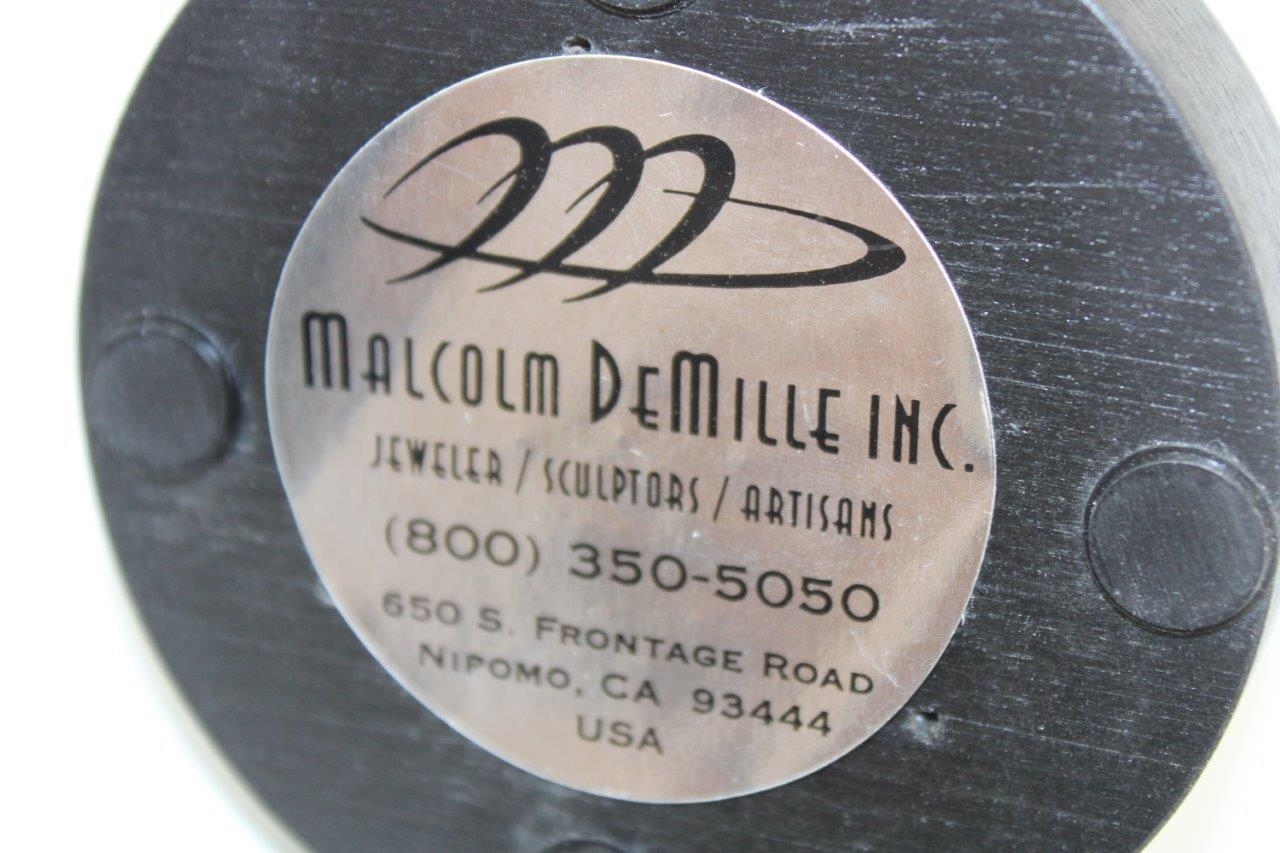 MALCOLM DEMILLE INC.
JEWELER / SCULPTORS / ARTISANS
(800) 350-5050
650 S. FRONTAGE ROAD
NIPOMO, CA 93444
USA